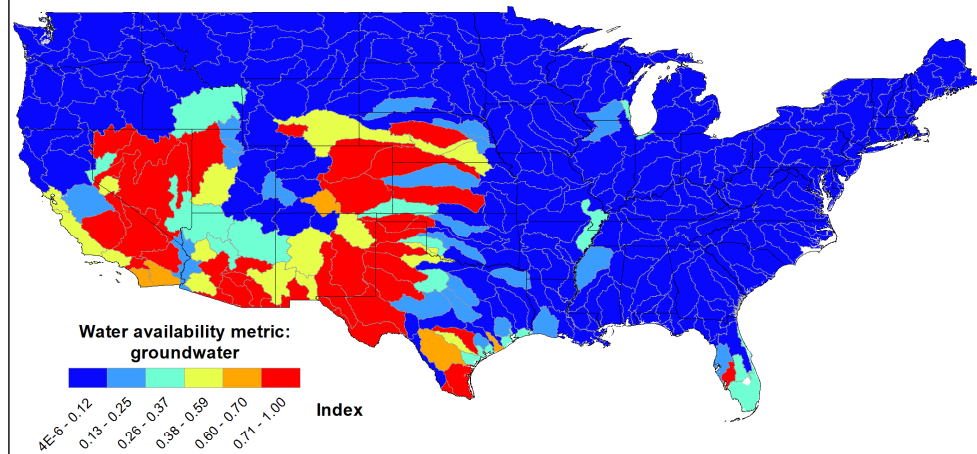 Water availability metric:
groundwater
Index
4E-6 - 0.12
0.13 - 0.25
0.26 - 0.37
0.38 - 0.59
0.60 - 0.70
0.71 - 1.00